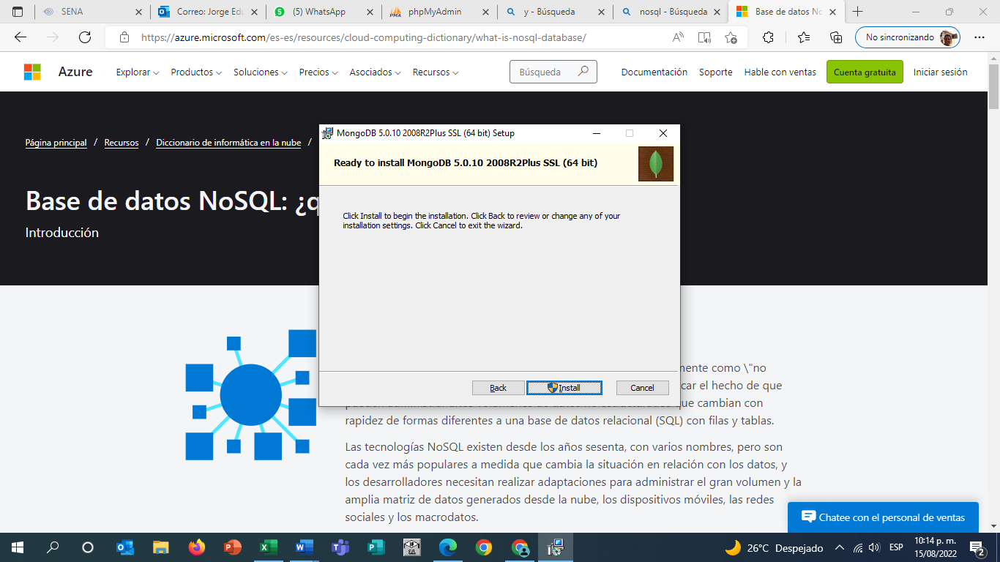 SENA
Correo: Jorge Edu
(5) WhatsApp
phpMyAdmin
y - Búsqueda
nosql - Búsqueda
Base de datos No
https://azure.microsoft.com/es-es/resources/cloud-computing-dictionary/what-is-nosql-database/
No sincronizando
Azure
Explorar
Productos
Soluciones
Precios
Asociados
Recursos
Búsqueda
Documentación
Soporte
Hable con ventas
Cuenta gratuita
Iniciar sesión
Página principal / Recursos / Diccionario de informática en la nube /
Base de datos NoSQL: ¿q
Introducción
MongoDB 5.0.10 2008R2Plus SSL (64 bit) Setup
Ready to install MongoDB 5.0.10 2008R2Plus SSL (64 bit)
Click Install to begin the installation. Click Back to review or change any of your
installation settings. Click Cancel to exit the wizard.
Back
Install
Cancel
mente como \"no
car el hecho de que
que cambian con
rapidez de formas diferentes a una base de datos relacional (SQL) con filas y tablas.
Las tecnologías NoSQL existen desde los años sesenta, con varios nombres, pero son
cada vez más populares a medida que cambia la situación en relación con los datos, y
los desarrolladores necesitan realizar adaptaciones para administrar el gran volumen y la
amplia matriz de datos generados desde la nube, los dispositivos móviles, las redes
sociales y los macrodatos.
Chatee con el personal de ventas
26°C Despejado
ESP
10:14 p. m.
15/08/2022
2